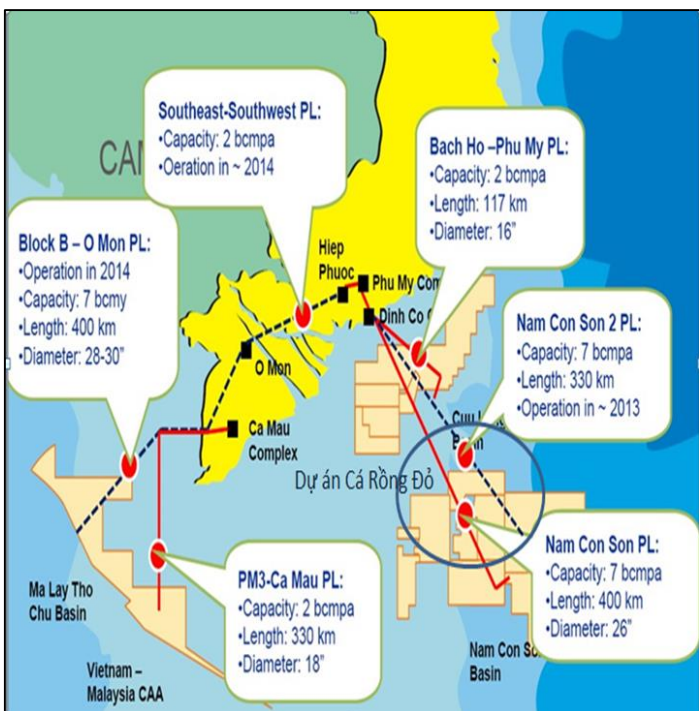 Southeast-Southwest PL:
•Capacity: 2 bcmpa
•Oeration in ~ 2014
Bach Ho –Phu My PL:
•Capacity: 2 bcmpa
•Length: 117 km
•Diameter: 16”
Block B – O Mon PL:
•Operation in 2014
•Capacity: 7 bcmy
•Length: 400 km
•Diameter: 28-30”
Hiep
Phuoc
Phu My
Dinh Co
Nam Con Son 2 PL:
•Capacity: 7 bcmpa
•Length: 330 km
•Operation in ~ 2013
O Mon
Ca Mau
Complex
Dự án Cá Rồng Đỏ
Nam Con Son PL:
•Capacity: 7 bcmpa
•Length: 400 km
•Diameter: 26”
PM3-Ca Mau PL:
•Capacity: 2 bcmpa
•Length: 330 km
•Diameter: 18”
Ma Lay Tho
Chu Basin
Vietnam –
Malaysia CAA
Nam Con
Basin